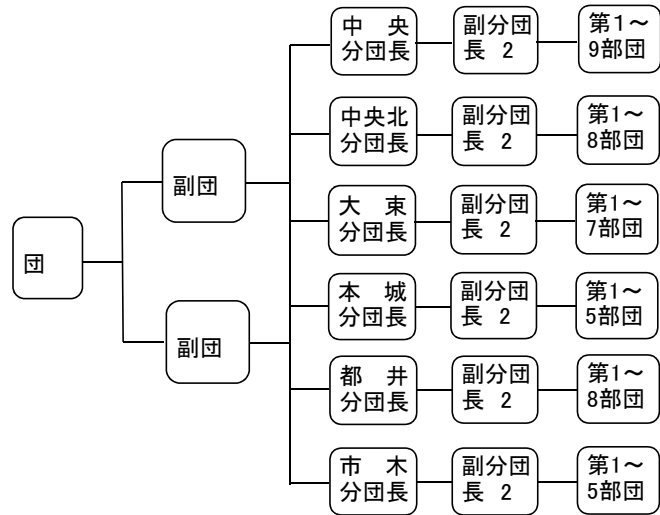 団
副団
副団
中　央
分団長
副分団
長 2
第1～
9部団
中央北
分団長
副分団
長 2
第1～
8部団
大　東
分団長
副分団
長 2
第1～
7部団
本　城
分団長
副分団
長 2
第1～
5部団
都　井
分団長
副分団
長 2
第1～
8部団
市　木
分団長
副分団
長 2
第1～
5部団